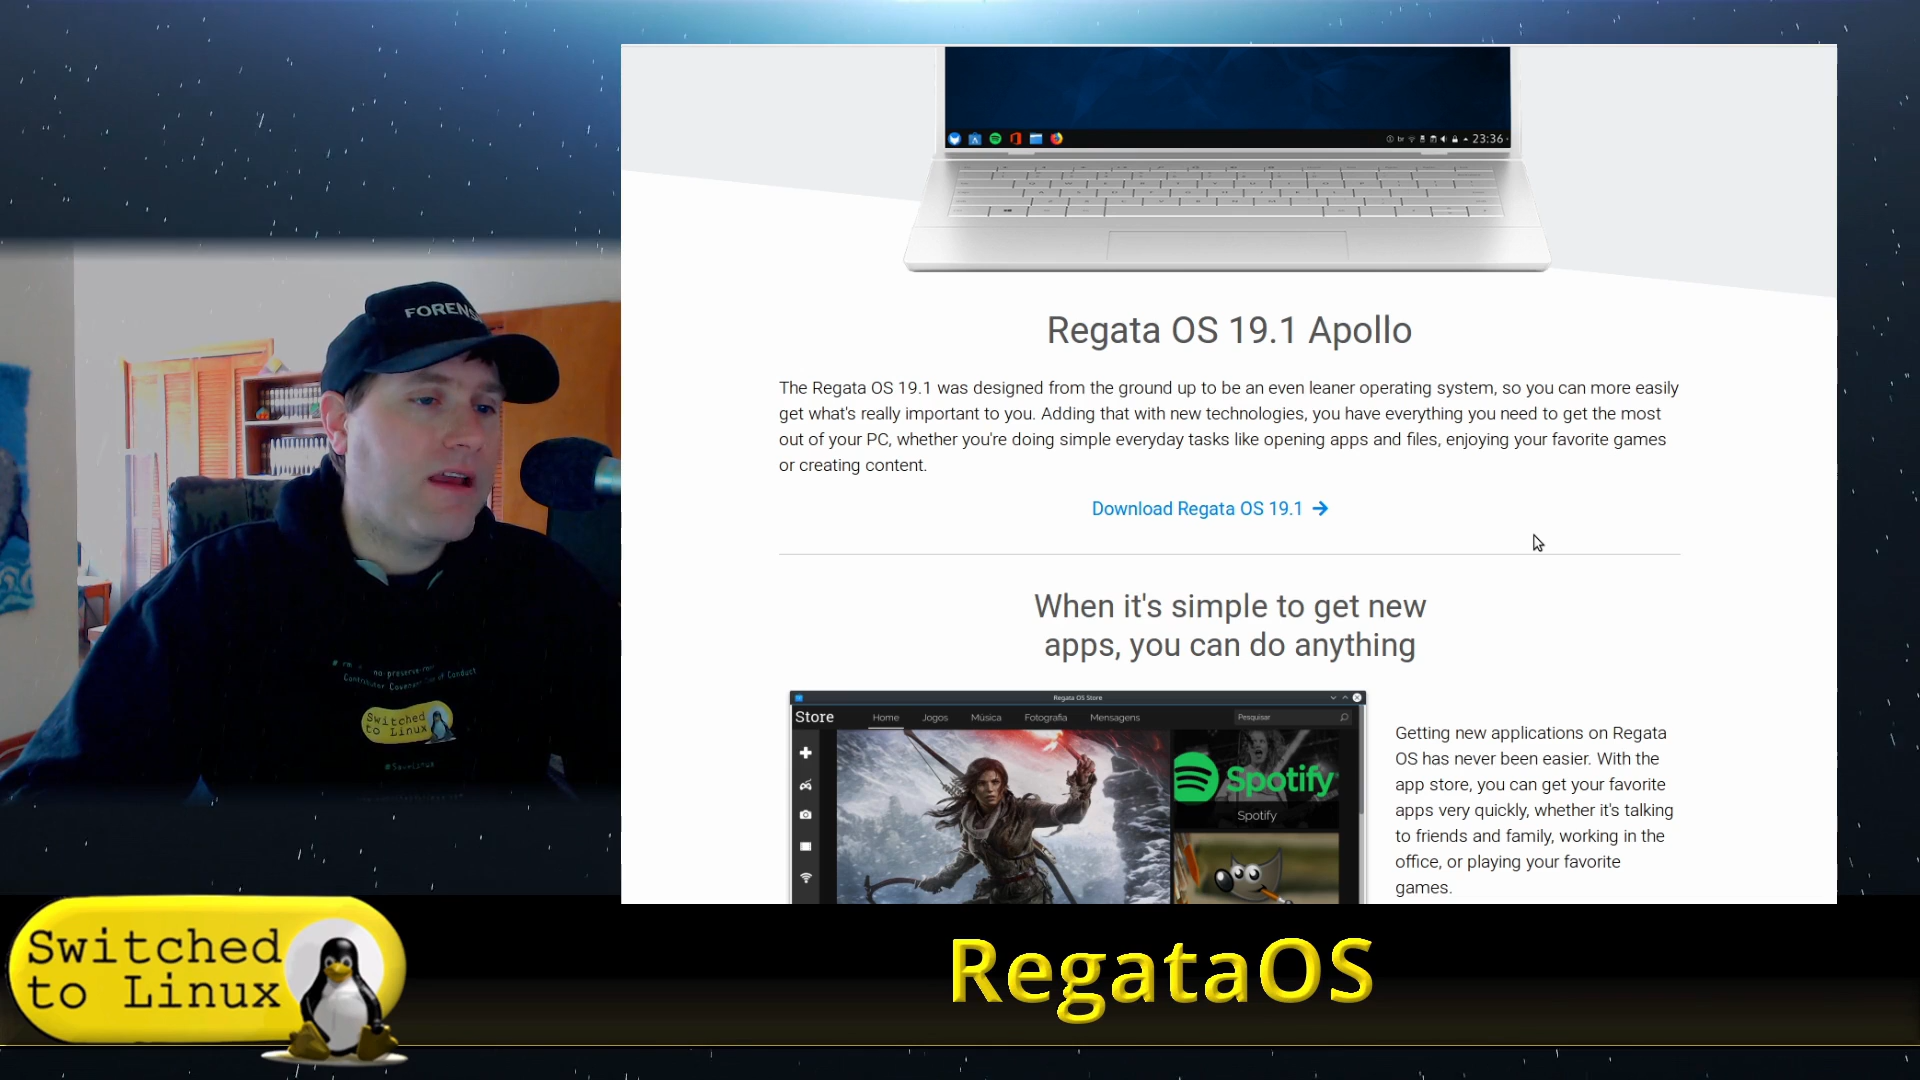 23:36
Regata OS 19.1 Apollo
The Regata OS 19.1 was designed from the ground up to be an even leaner operating system, so you can more easily
get what's really important to you. Adding that with new technologies, you have everything you need to get the most
out of your PC, whether you're doing simple everyday tasks like opening apps and files, enjoying your favorite games
or creating content.
Download Regata OS 19.1
When it's simple to get new
apps, you can do anything
Regata OS Store
Store Home Jogos Música Fotografia Mensagens Pesquisar
Spotify
Spotify
Getting new applications on Regata
OS has never been easier. With the
app store, you can get your favorite
apps very quickly, whether it's talking
to friends and family, working in the
office, or playing your favorite
games.
Switched
to Linux
@SaveLinux
Switched
to Linux
RegataOS